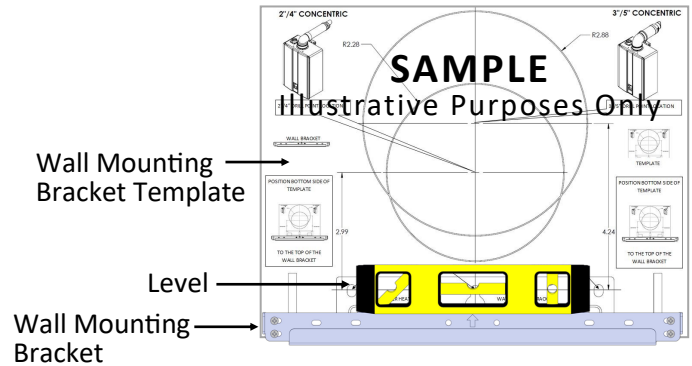 2"/4" CONCENTRIC
3"/5" CONCENTRIC
R2.28
R2.88
SAMPLE
Illustrative Purposes Only
WALL BRACKET
TEMPLATE
Wall Mounting
Bracket Template
POSITION BOTTOM SIDE OF
TEMPLATE
TO THE TOP OF THE
WALL BRACKET
POSITION BOTTOM SIDE OF
TEMPLATE
TO THE TOP OF THE
WALL BRACKET
2.99
4.24
Level
Wall Mounting
Bracket